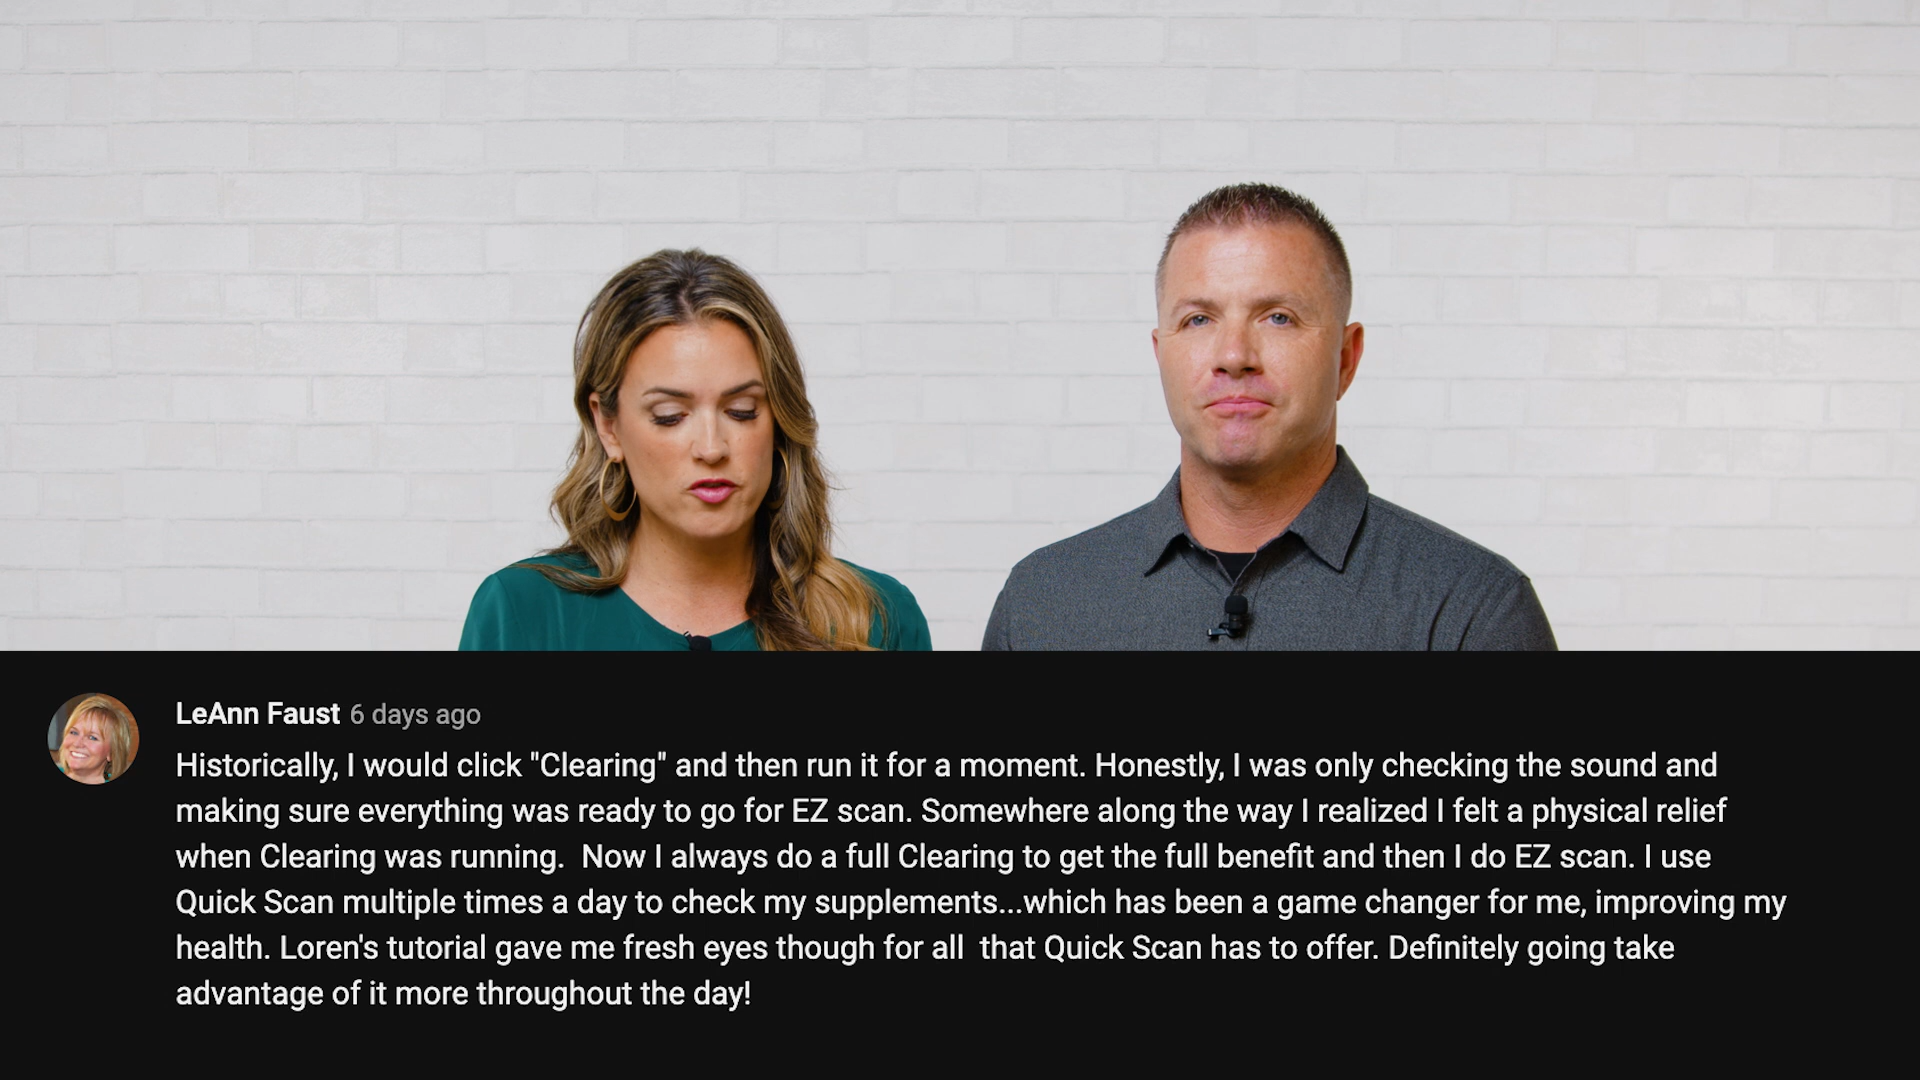 LeAnn Faust 6 days ago
Historically, I would click "Clearing" and then run it for a moment. Honestly, I was only checking the sound and
making sure everything was ready to go for EZ scan. Somewhere along the way I realized I felt a physical relief
when Clearing was running.  Now I always do a full Clearing to get the full benefit and then I do EZ scan. I use
Quick Scan multiple times a day to check my supplements...which has been a game changer for me, improving my
health. Loren's tutorial gave me fresh eyes though for all  that Quick Scan has to offer. Definitely going take
advantage of it more throughout the day!